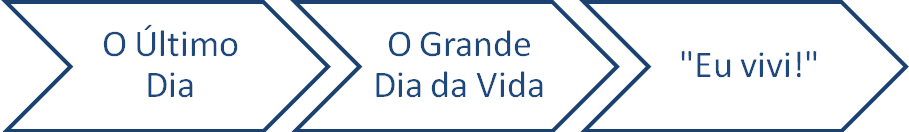 O Último
Dia
O Grande
Dia da Vida
"Eu vivi!"